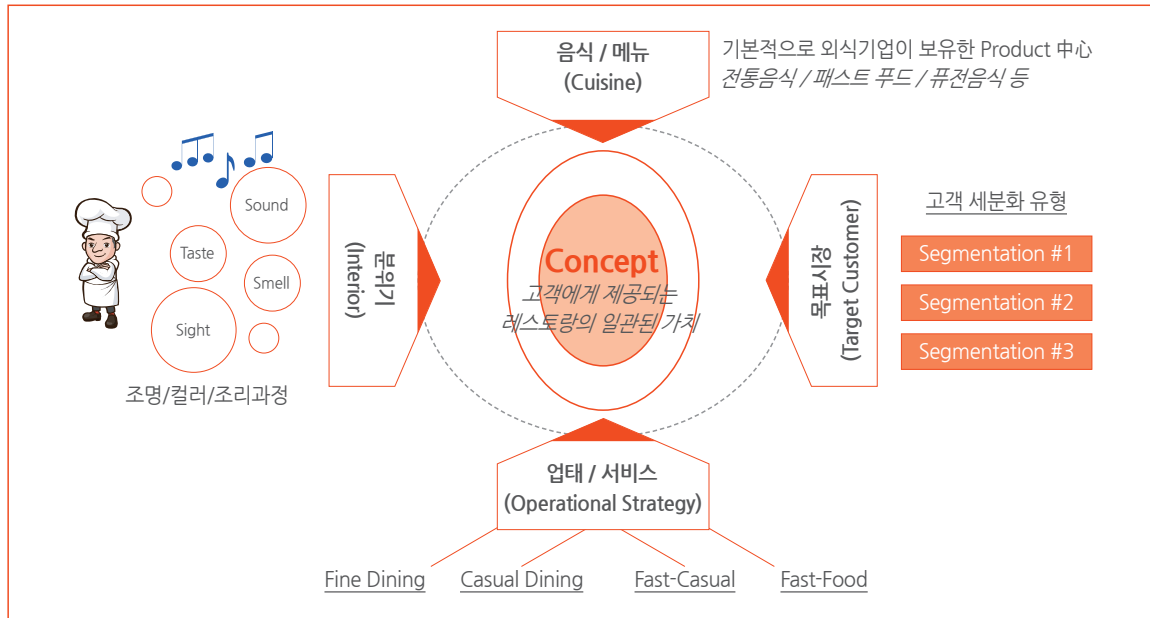 음식 / 메뉴
(Cuisine)
기본적으로 외식기업이 보유한 Product 中心
전통음식 / 패스트 푸드 / 퓨전음식 등
Sound
Taste
Smell
Sight
조명/컬러/조리과정
분위기
(Interior)
Concept
고객에게 제공되는
레스토랑의 일관된 가치
목표시장
(Target Customer)
고객 세분화 유형
Segmentation #1
Segmentation #2
Segmentation #3
업태 / 서비스
(Operational Strategy)
Fine Dining
Casual Dining
Fast-Casual
Fast-Food